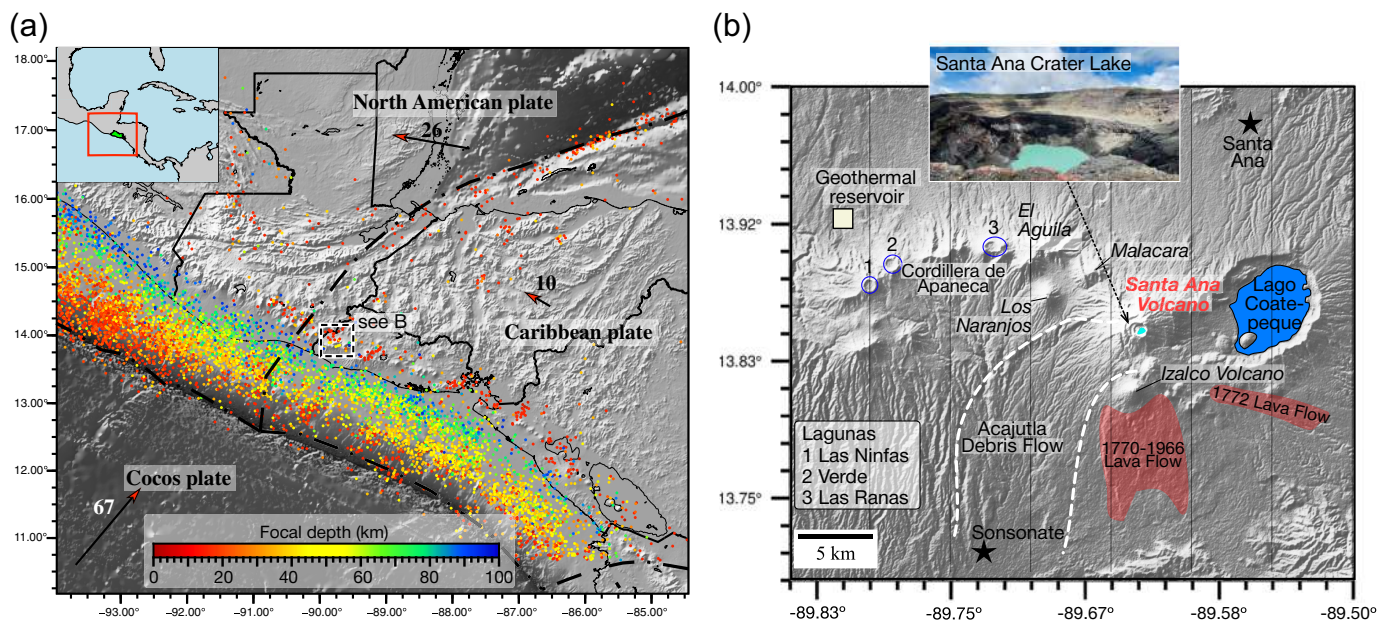 (a)
18.00°
17.00°
16.00°
15.00°
14.00°
13.00°
12.00°
11.00°
North American plate
26
10
see B
Caribbean plate
Cocos plate
67
Focal depth (km)
0 20 40 60 80 100
-93.00° -92.00° -91.00° -90.00° -89.00° -88.00° -87.00° -86.00° -85.00°
(b)
Santa Ana Crater Lake
14.00°
13.92°
13.83°
13.75°
Santa
Ana
Geothermal
reservoir
El
Aguila
3
2
1
Malacara
Cordillera de
Apaneca
Santa Ana
Volcano
Los
Naranjos
Lago
Coate-
peque
Izalco Volcano
1772 Lava Flow
Acajutla
Debris Flow
1770-1966
Lava Flow
Lagunas
1 Las Ninfas
2 Verde
3 Las Ranas
5 km
Sonsonate
-89.83° -89.75° -89.67° -89.58° -89.50°